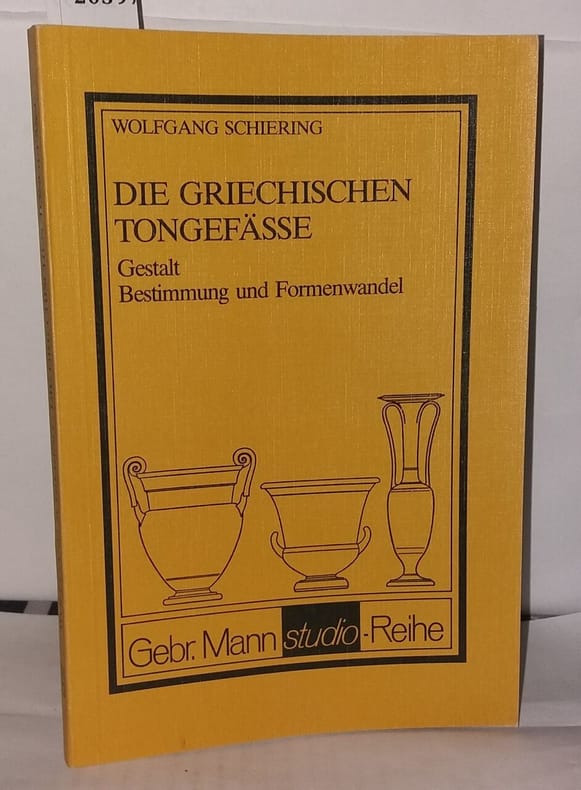 WOLFGANG SCHIERING
DIE GRIECHISCHEN
TONGEFÄSSE
Gestalt
Bestimmung und Formenwandel
Gebr. Mann studio-Reihe